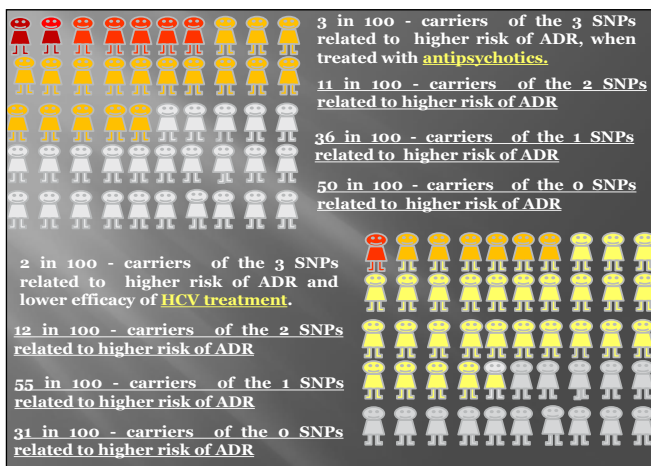 3 in 100 - carriers of the 3 SNPs
related to higher risk of ADR, when
treated with antipsychotics.
11 in 100 - carriers of the 2 SNPs
related to higher risk of ADR
36 in 100 - carriers of the 1 SNPs
related to higher risk of ADR
50 in 100 - carriers of the 0 SNPs
related to higher risk of ADR
2 in 100 - carriers of the 3 SNPs
related to higher risk of ADR and
lower efficacy of HCV treatment.
12 in 100 - carriers of the 2 SNPs
related to higher risk of ADR
55 in 100 - carriers of the 1 SNPs
related to higher risk of ADR
31 in 100 - carriers of the 0 SNPs
related to higher risk of ADR